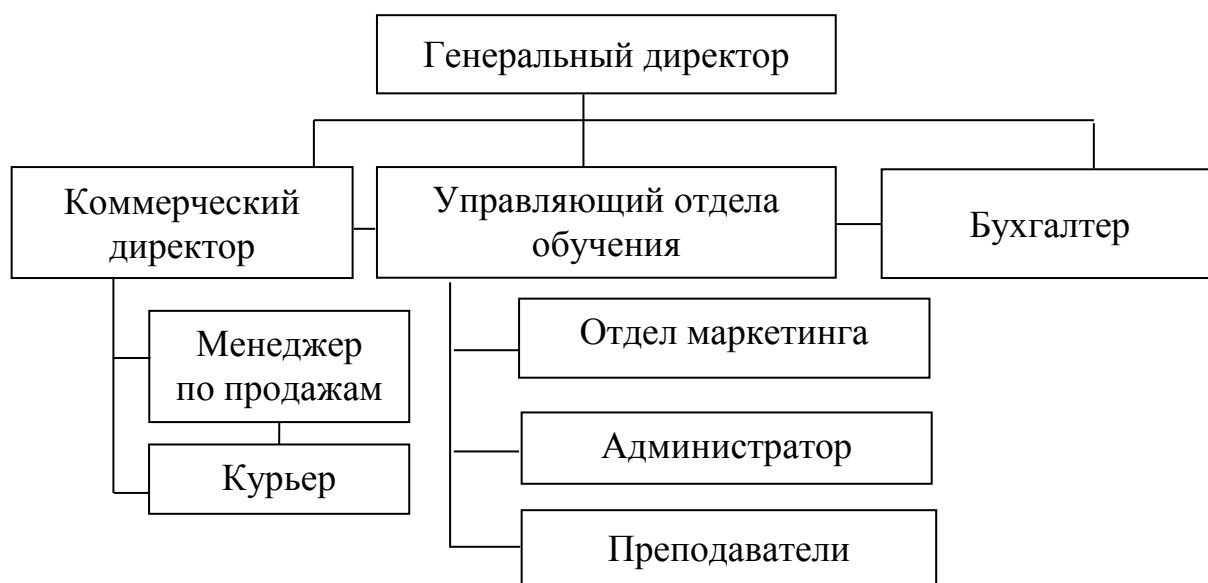 Генеральный директор
Коммерческий
директор
Управляющий отдела
обучения
Бухгалтер
Менеджер
по продажам
Курьер
Отдел маркетинга
Администратор
Преподаватели